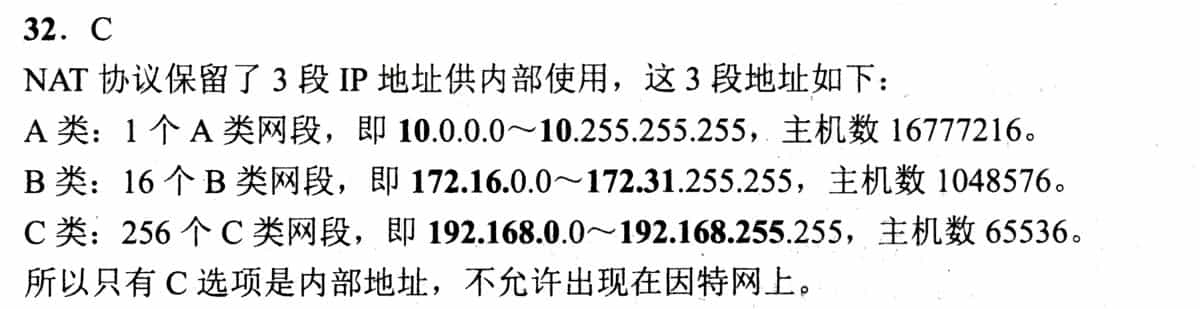 32．C
NAT 协议保留了 3 段 IP 地址供内部使用，这 3 段地址如下：
A 类：1 个 A 类网段，即 10.0.0.0～10.255.255.255，主机数 16777216。
B 类：16 个 B 类网段，即 172.16.0.0～172.31.255.255，主机数 1048576。
C 类：256 个 C 类网段，即 192.168.0.0～192.168.255.255，主机数 65536。
所以只有 C 选项是内部地址，不允许出现在因特网上。